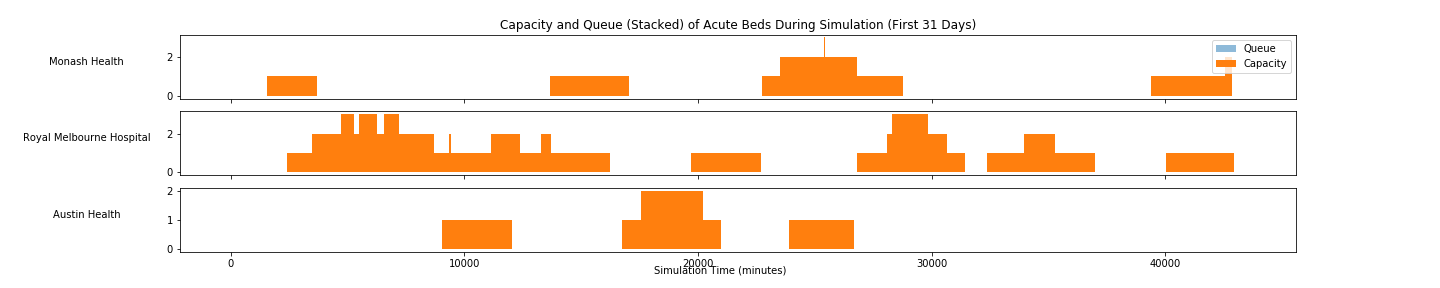 Capacity and Queue (Stacked) of Acute Beds During Simulation (First 31 Days)
Monash Health
2
0
Queue
Capacity
Royal Melbourne Hospital
2
0
Austin Health
2
1
0
0
10000
20000
30000
40000
Simulation Time (minutes)